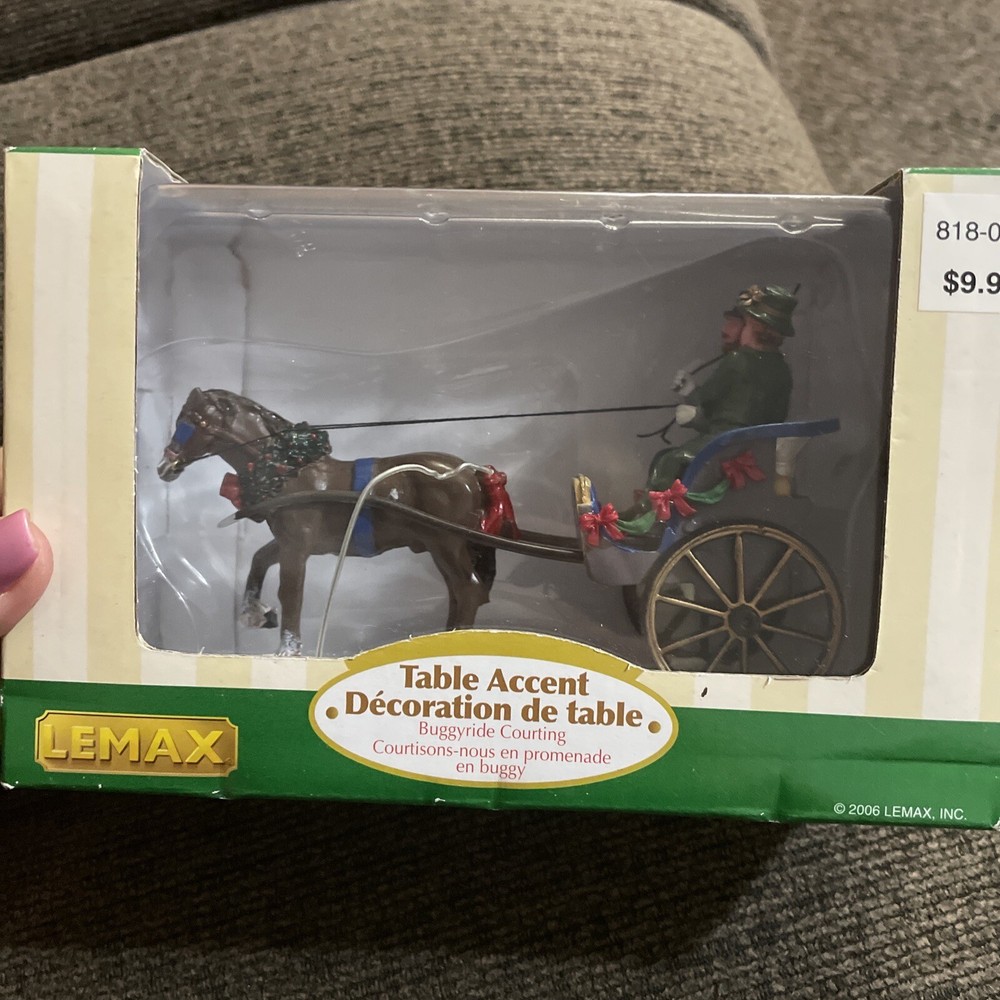 818-0
$9.9
Table Accent
Décoration de table
Buggyride Courting
Courtisons-nous en promenade
en buggy
LEMAX
© 2006 LEMAX, INC.